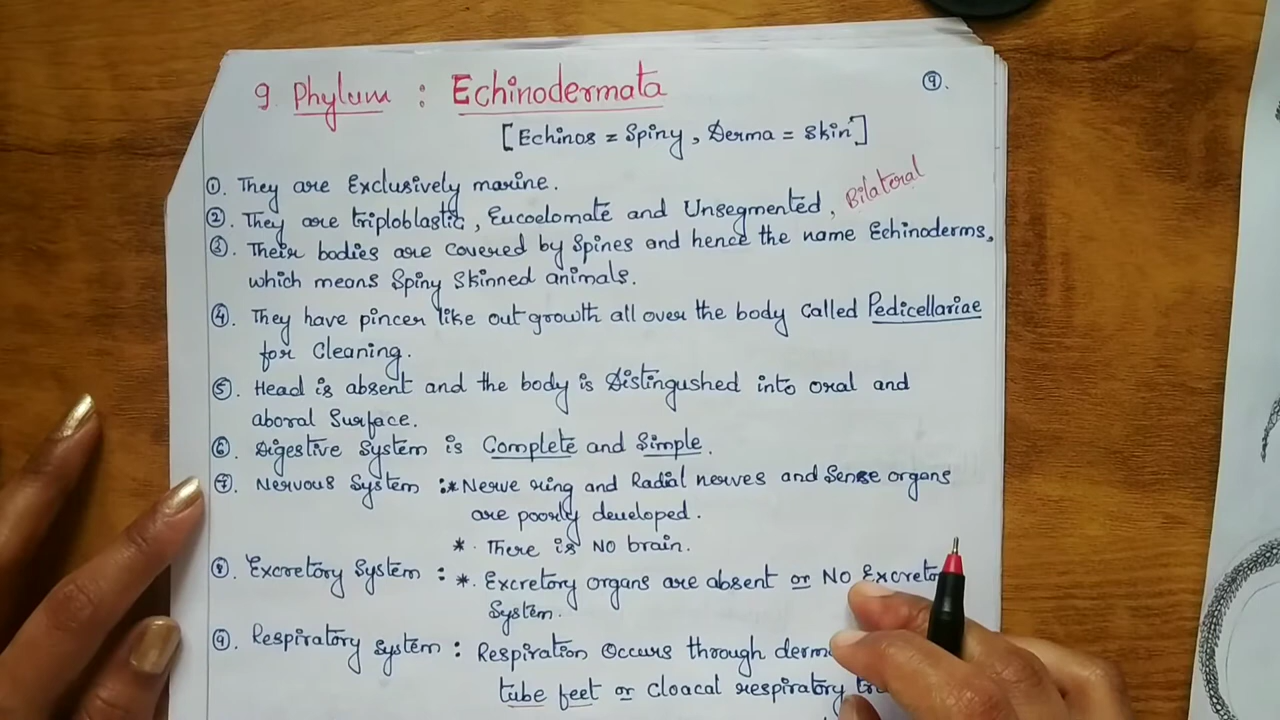 9 Phylum : Echinodermata
9.
[Echinos = Spiny, Derma = Skin]
1. They are Exclusively marine.
2. They are triploblastic, Eucoelomate and Unsegmented, Bilateral
3. Their bodies are covered by Spines and hence the name Echinoderms,
which means Spiny Skinned animals.
4. They have pincer like out growth all over the body called Pedicellariae
for Cleaning.
5. Head is absent and the body is Distingushed into oral and
aboral Surface.
6. Digestive System is Complete and Simple.
7. Nervous System :* Nerve ring and Radial nerves and Sense organs
are poorly developed.
*. There is NO brain.
8. Excretory System : *. Excretory organs are absent or NO
System.
9. Respiratory System : Respiration Occurs through
tube feet or Cloacal respiratory